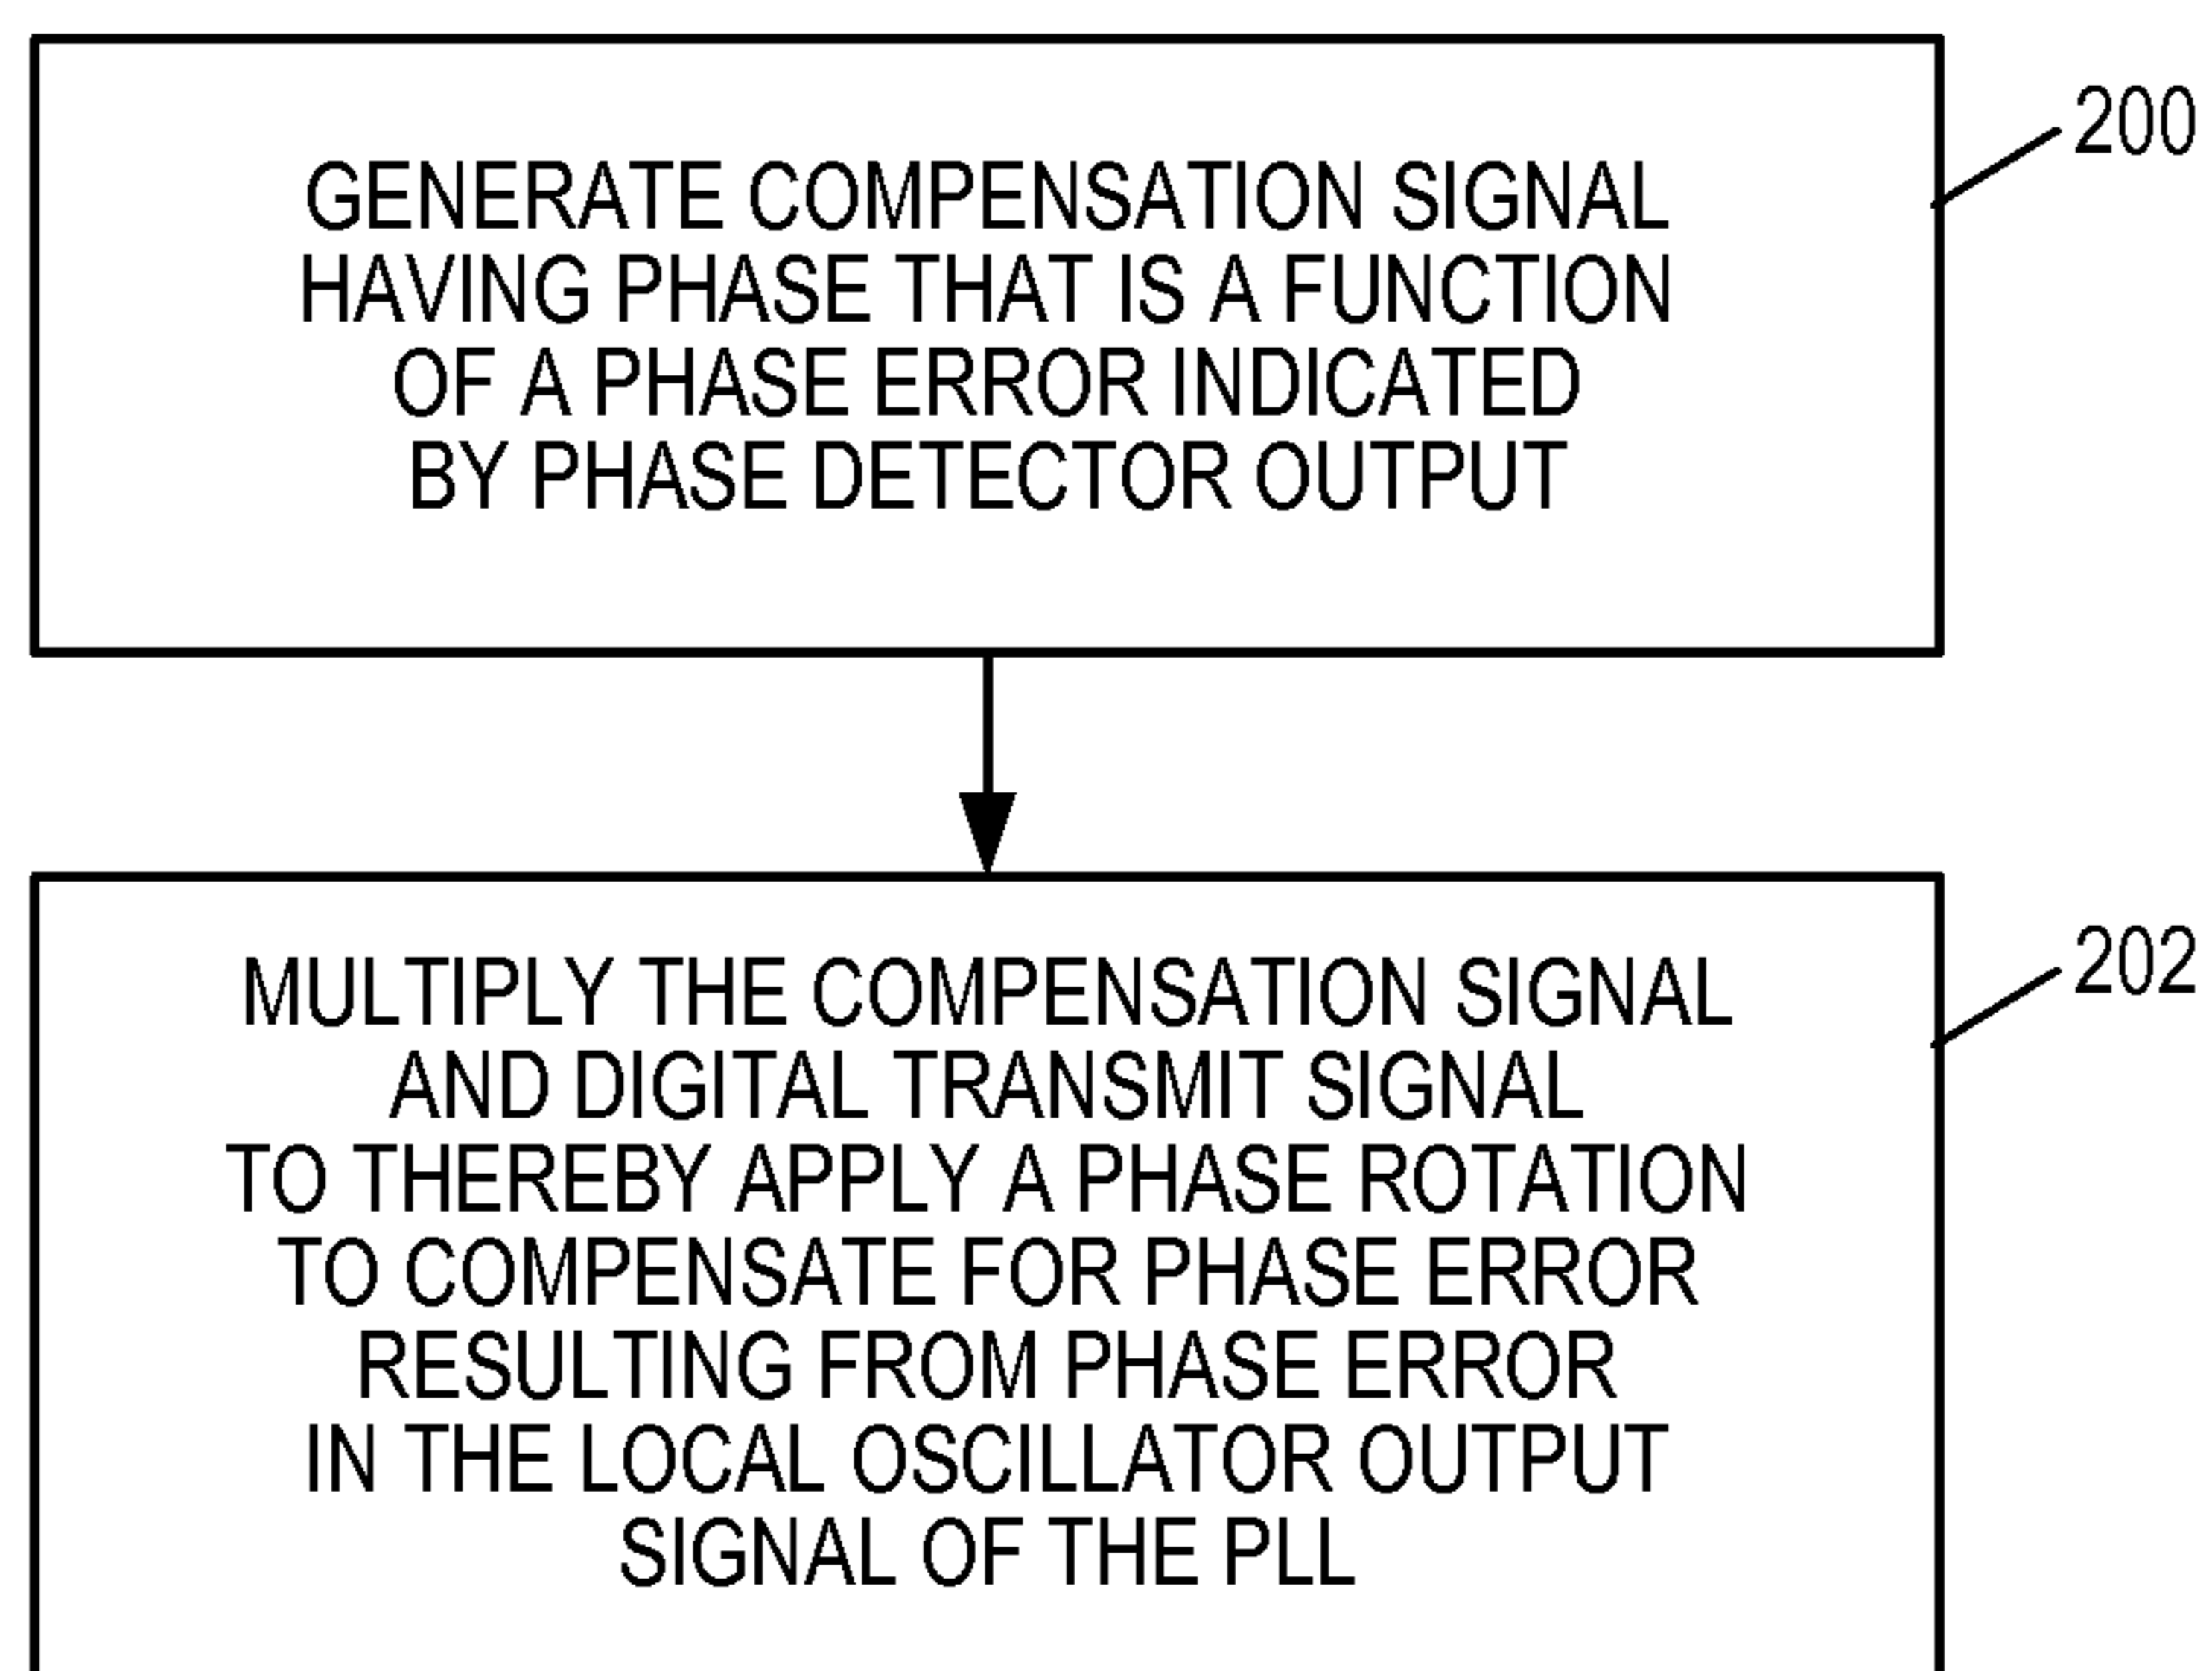 200
GENERATE COMPENSATION SIGNAL
HAVING PHASE THAT IS A FUNCTION
OF A PHASE ERROR INDICATED
BY PHASE DETECTOR OUTPUT
202
MULTIPLY THE COMPENSATION SIGNAL
AND DIGITAL TRANSMIT SIGNAL
TO THEREBY APPLY A PHASE ROTATION
TO COMPENSATE FOR PHASE ERROR
RESULTING FROM PHASE ERROR
IN THE LOCAL OSCILLATOR OUTPUT
SIGNAL OF THE PLL